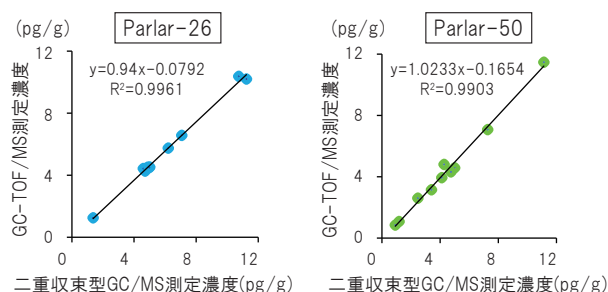 (pg/g)
Parlar-26
12
8
4
0
y=0.94x-0.0792
R²=0.9961
GC-TOF/MS測定濃度
0 4 8 12
二重収束型GC/MS測定濃度(pg/g)
(pg/g)
Parlar-50
12
8
4
0
y=1.0233x-0.1654
R²=0.9903
GC-TOF/MS測定濃度
0 4 8 12
二重収束型GC/MS測定濃度(pg/g)